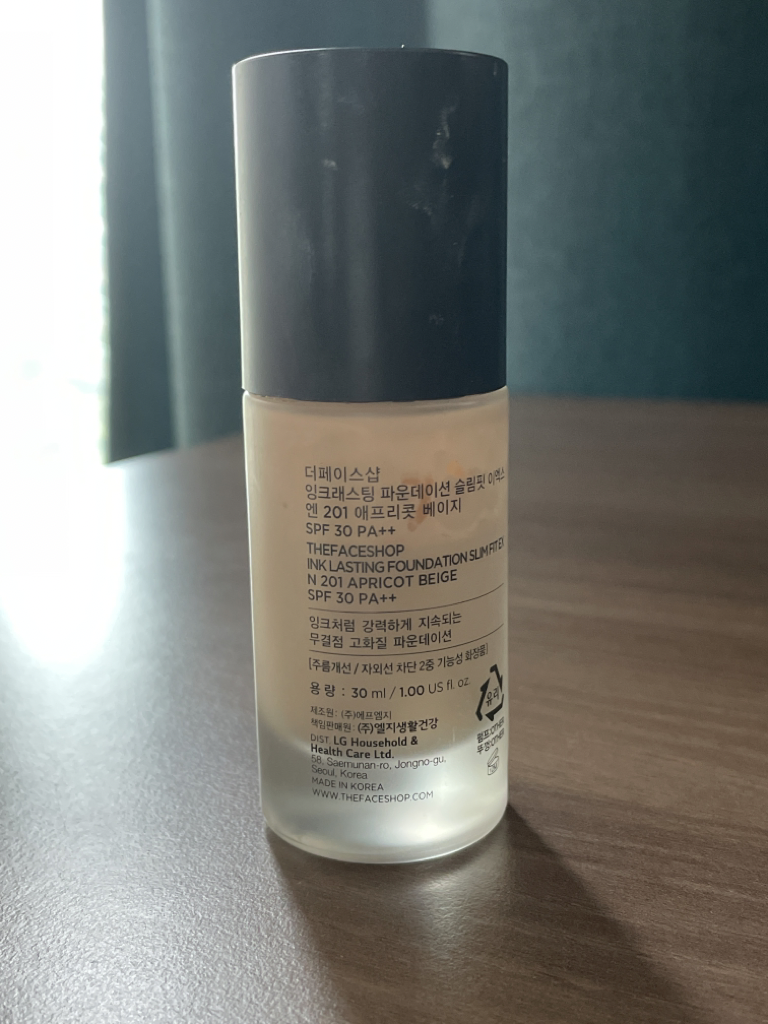 더페이스샵
잉크래스팅 파운데이션 슬림핏 이엑스
엔 201 애프리콧 베이지
SPF 30 PA++
THEFACESHOP
INK LASTING FOUNDATION SLIM FIT EX
N 201 APRICOT BEIGE
SPF 30 PA++
잉크처럼 강력하게 지속되는
무결점 고화질 파운데이션
[주름개선 / 자외선 차단 2중 기능성 화장품]
용량 : 30 ml / 1.00 US fl. oz.
제조원 : (주)에프엘지
책임판매원 : (주)엘지생활건강
DIST. LG Household &
Health Care Ltd.
58, Saemunan-ro, Jongno-gu,
Seoul, Korea
MADE IN KOREA
WWW.THEFACESHOP.COM
유리
펌프:OTHER
뚜껑:OTHER